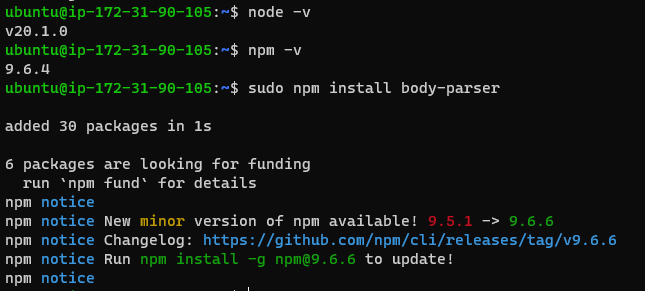 ubuntu@ip-172-31-90-105:~$ node -v
v20.1.0
ubuntu@ip-172-31-90-105:~$ npm -v
9.6.4
ubuntu@ip-172-31-90-105:~$ sudo npm install body-parser
added 30 packages in 1s
6 packages are looking for funding
  run `npm fund` for details
npm notice
npm notice New minor version of npm available! 9.5.1 -> 9.6.6
npm notice Changelog: https://github.com/npm/cli/releases/tag/v9.6.6
npm notice Run npm install -g npm@9.6.6 to update!
npm notice